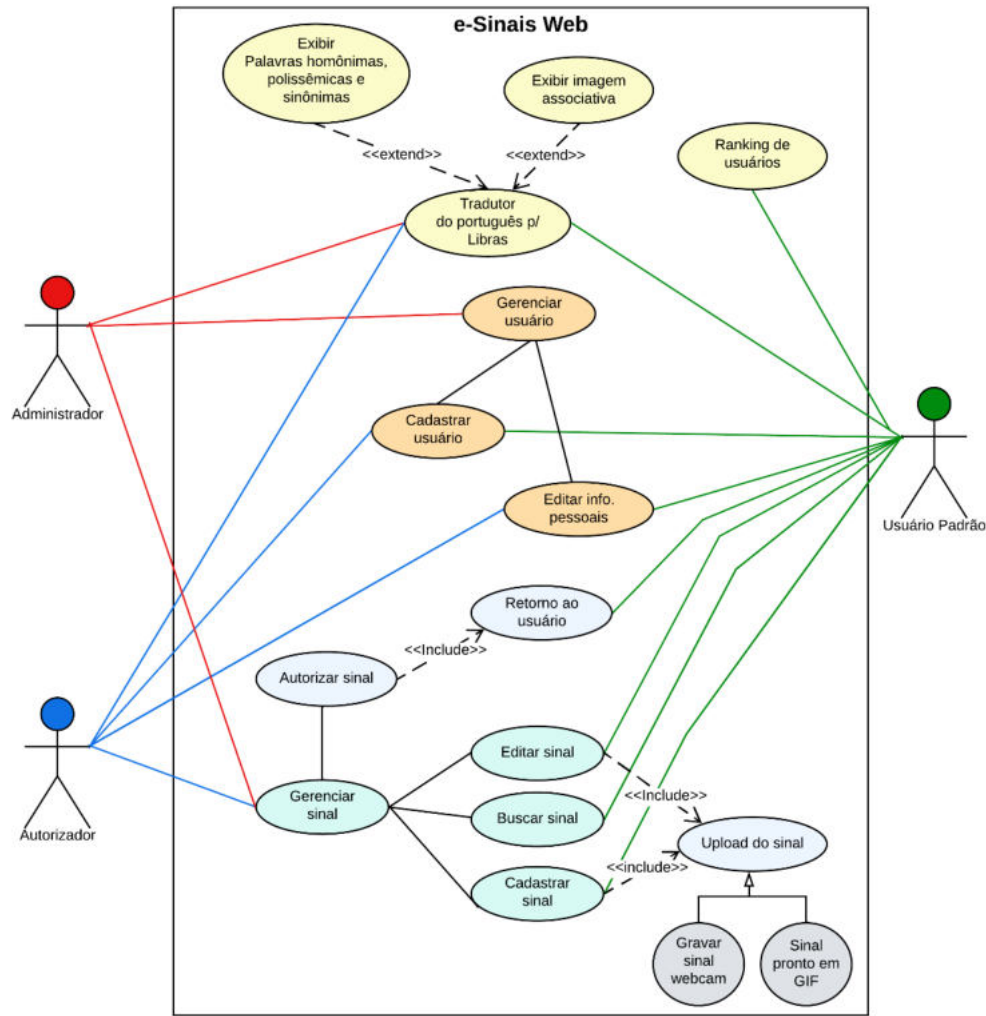 e-Sinais Web
Exibir
Palavras homônimas,
polissêmicas e
sinônimas
Exibir imagem
associativa
<<extend>>
<<extend>>
Ranking de
usuários
Tradutor
do português p/
Libras
Gerenciar
usuário
Administrador
Cadastrar
usuário
Editar info.
pessoais
Usuário Padrão
Retorno ao
usuário
<<Include>>
Autorizar sinal
Editar sinal
Gerenciar
sinal
<<Include>>
Buscar sinal
Autorizador
Upload do sinal
<<include>>
Cadastrar
sinal
Gravar
sinal
webcam
Sinal
pronto em
GIF